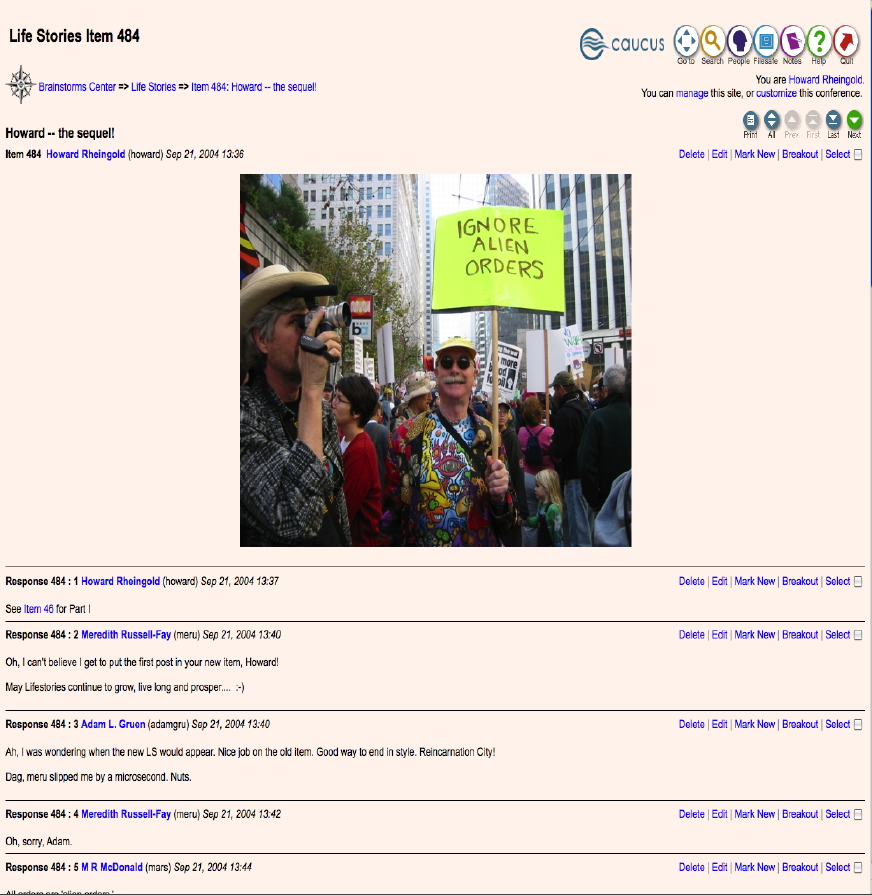 Life Stories Item 484
caucus
Go to Search People Filesafe Notes Help Quit
Brainstorms Center => Life Stories => Item 484: Howard -- the sequel!
You are Howard Rheingold.
You can manage this site, or customize this conference.
Howard -- the sequel!
Print All Prev First Last Next
Item 484 Howard Rheingold (howard) Sep 21, 2004 13:36
Delete | Edit | Mark New | Breakout | Select
IGNORE
ALIEN
ORDERS
more
Response 484 : 1 Howard Rheingold (howard) Sep 21, 2004 13:37
Delete | Edit | Mark New | Breakout | Select
See Item 46 for Part I
Response 484 : 2 Meredith Russell-Fay (meru) Sep 21, 2004 13:40
Delete | Edit | Mark New | Breakout | Select
Oh, I can't believe I get to put the first post in your new item, Howard!
May Lifestories continue to grow, live long and prosper.... :-)
Response 484 : 3 Adam L. Gruen (adamgru) Sep 21, 2004 13:40
Delete | Edit | Mark New | Breakout | Select
Ah, I was wondering when the new LS would appear. Nice job on the old item. Good way to end in style. Reincarnation City!
Dag, meru slipped me by a microsecond. Nuts.
Response 484 : 4 Meredith Russell-Fay (meru) Sep 21, 2004 13:42
Delete | Edit | Mark New | Breakout | Select
Oh, sorry, Adam.
Response 484 : 5 M R McDonald (mars) Sep 21, 2004 13:44
Delete | Edit | Mark New | Breakout | Select
All orders are 'alien orders.'